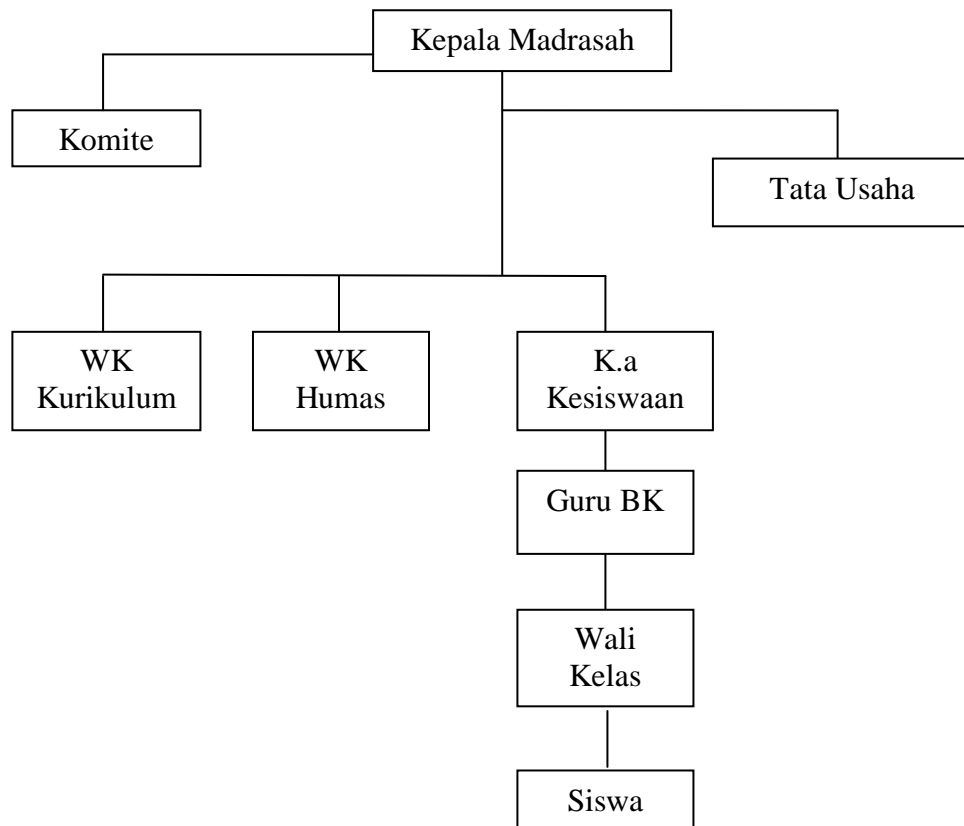 Kepala Madrasah
Komite
Tata Usaha
WK
Kurikulum
WK
Humas
K.a
Kesiswaan
Guru BK
Wali
Kelas
Siswa